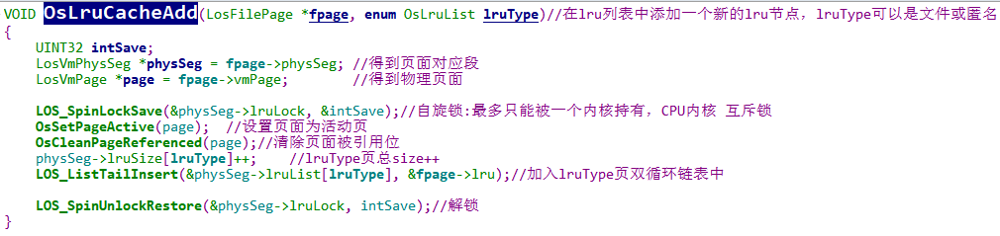 VOID OsLruCacheAdd(LosFilePage *fpage, enum OsLruList lruType)//在lru列表中添加一个新的lru节点，lruType可以是文件或匿名
{
    UINT32 intSave;
    LosVmPhysSeg *physSeg = fpage->physSeg; //得到页面对应段
    LosVmPage *page = fpage->vmPage;        //得到物理页面

    LOS_SpinLockSave(&physSeg->lruLock, &intSave);//自旋锁:最多只能被一个内核持有，CPU内核 互斥锁
    OsSetPageActive(page);  //设置页面为活动页
    OsCleanPageReferenced(page);//清除页面被引用位
    physSeg->lruSize[lruType]++;    //lruType页总size++
    LOS_ListTailInsert(&physSeg->lruList[lruType], &fpage->lru);//加入lruType页双循环链表中

    LOS_SpinUnlockRestore(&physSeg->lruLock, intSave);//解锁
}